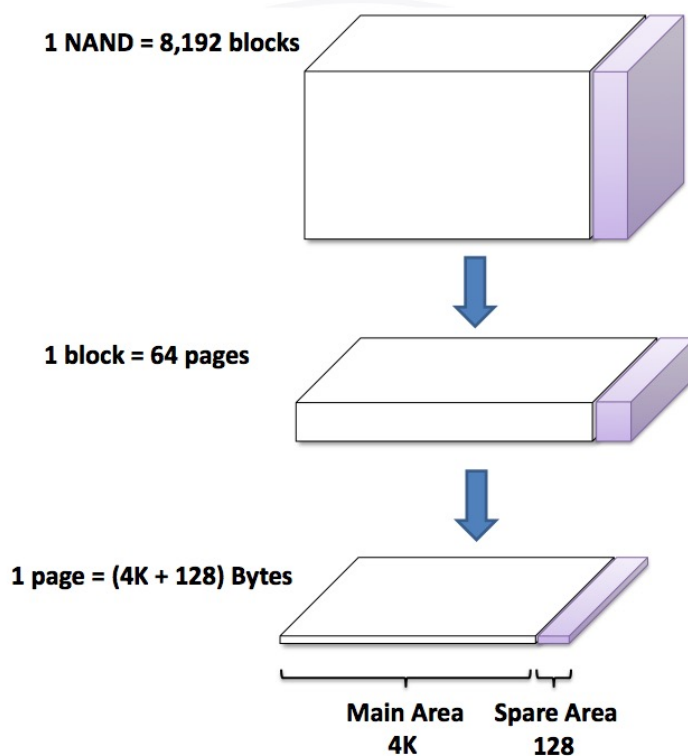 1 NAND = 8,192 blocks
1 block = 64 pages
1 page = (4K + 128) Bytes
Main Area Spare Area
4K 128